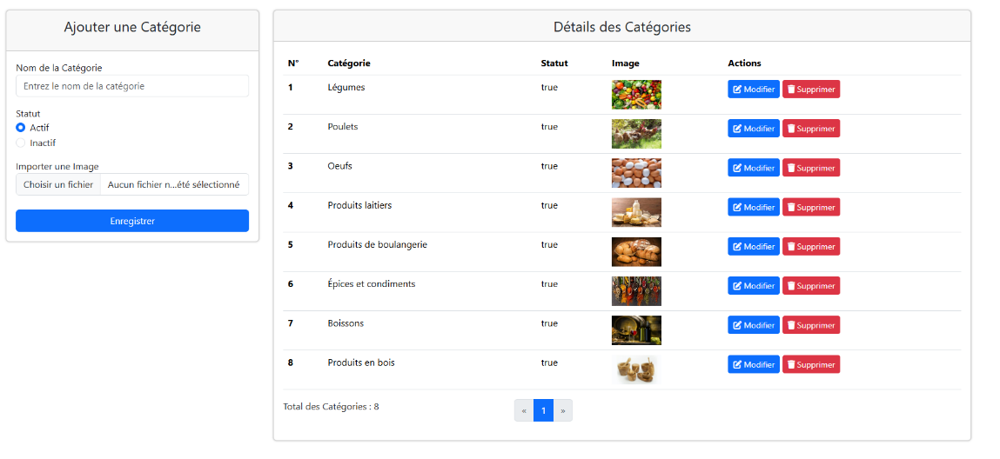 Ajouter une Catégorie
Nom de la Catégorie
Entrez le nom de la catégorie
Statut
Actif
Inactif
Importer une Image
Choisir un fichier Aucun fichier n...été sélectionné
Enregistrer
Détails des Catégories
N° Catégorie Statut Image Actions
1 Légumes true Modifier Supprimer
2 Poulets true Modifier Supprimer
3 Oeufs true Modifier Supprimer
4 Produits laitiers true Modifier Supprimer
5 Produits de boulangerie true Modifier Supprimer
6 Épices et condiments true Modifier Supprimer
7 Boissons true Modifier Supprimer
8 Produits en bois true Modifier Supprimer
Total des Catégories : 8 « 1 »